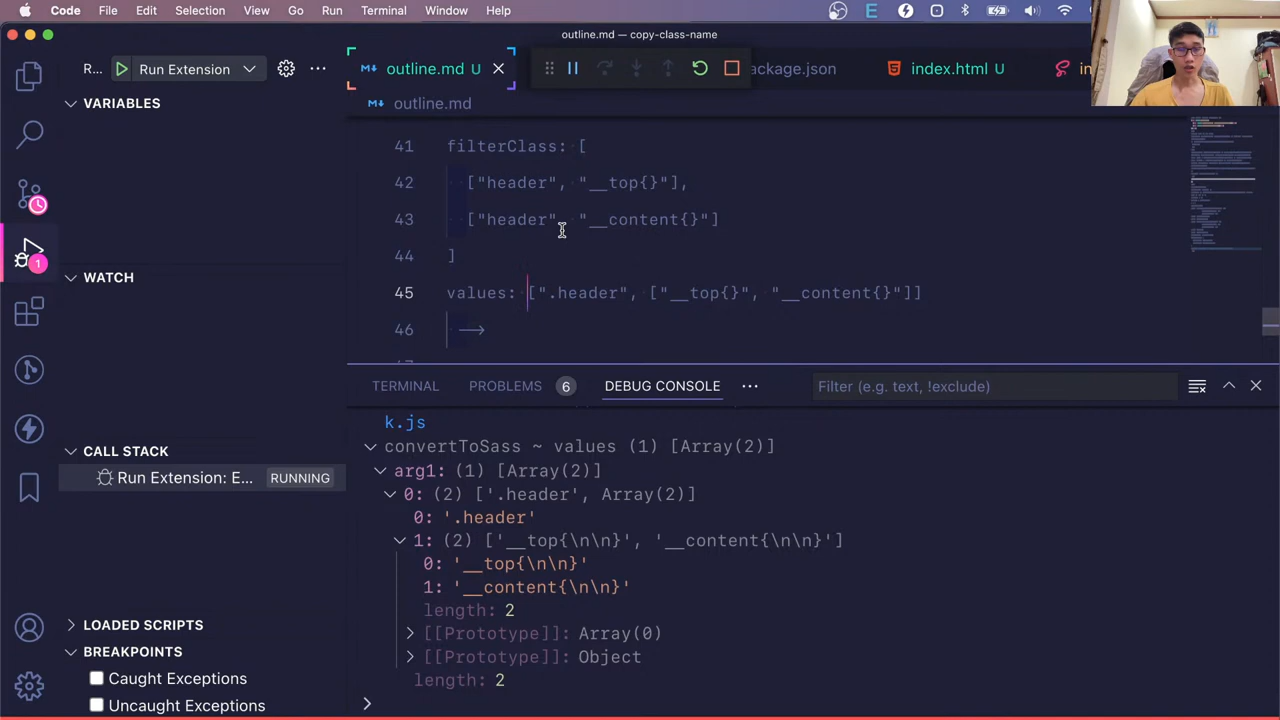 Code File Edit Selection View Go Run Terminal Window Help
outline.md — copy-class-name
R... Run Extension
outline.md U
ackage.json
index.html U
in
VARIABLES
outline.md
41 filterClass: [
42 ["header", "__top{}"],
43 ["header", "__content{}"]
44 ]
45 values: [".header", ["__top{}", "__content{}"]]
46 -->
WATCH
CALL STACK
Run Extension: E... RUNNING
LOADED SCRIPTS
BREAKPOINTS
Caught Exceptions
Uncaught Exceptions
1
TERMINAL PROBLEMS 6 DEBUG CONSOLE ... Filter (e.g. text, !exclude)
k.js
convertToSass ~ values (1) [Array(2)]
arg1: (1) [Array(2)]
0: (2) ['.header', Array(2)]
0: '.header'
1: (2) ['__top{\n\n}', '__content{\n\n}']
0: '__top{\n\n}'
1: '__content{\n\n}'
length: 2
[[Prototype]]: Array(0)
[[Prototype]]: Object
length: 2